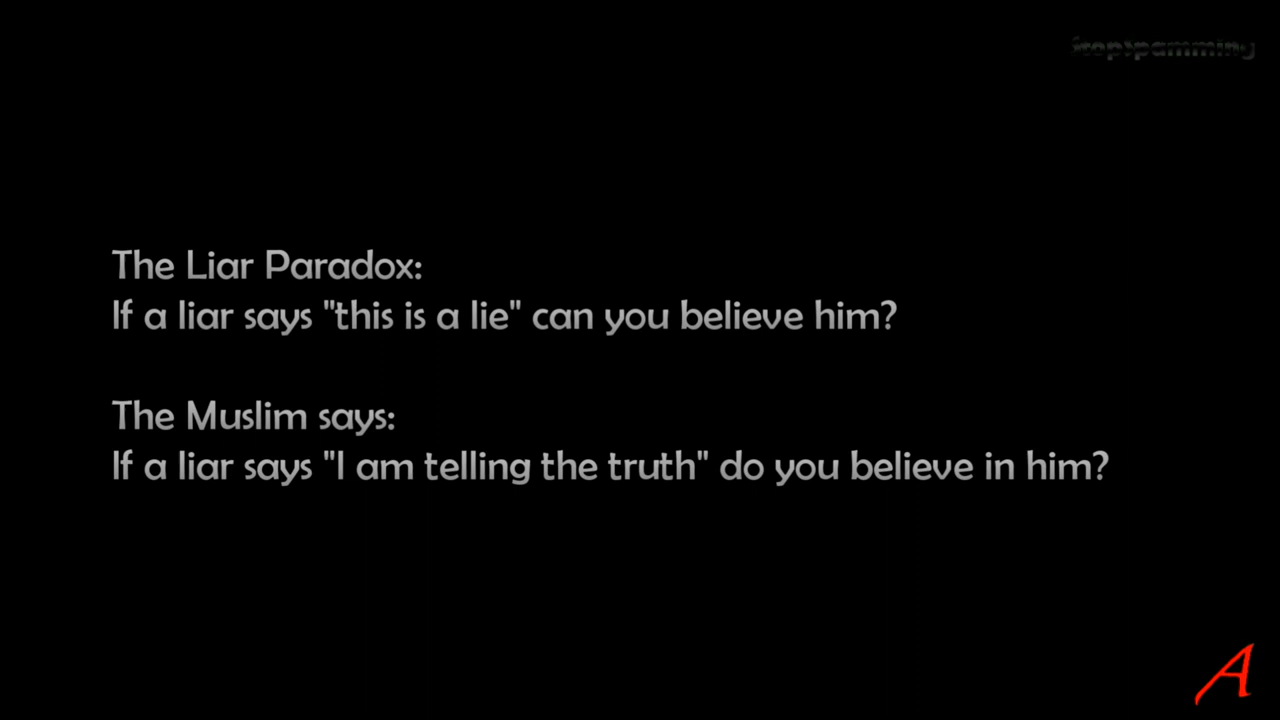 The Liar Paradox:
If a liar says "this is a lie" can you believe him?
The Muslim says:
If a liar says "I am telling the truth" do you believe in him?
A